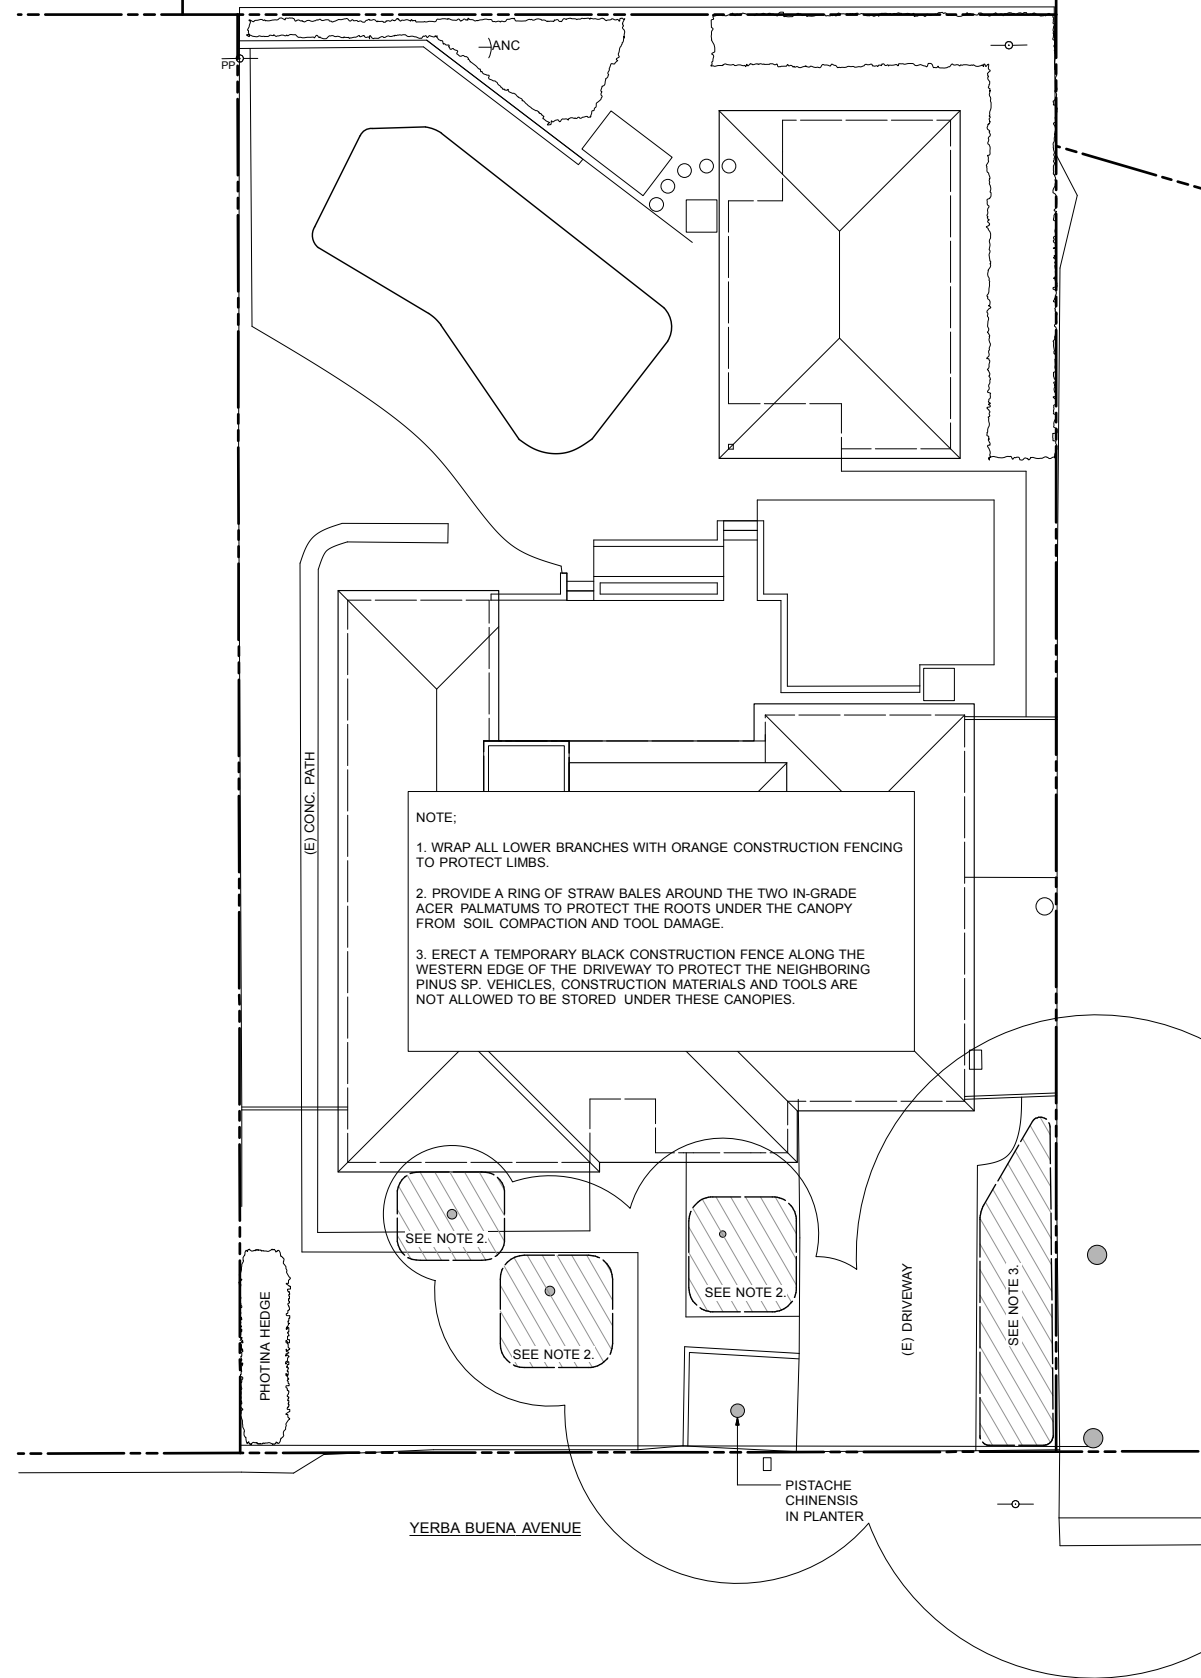 ANC
PP
(E) CONC. PATH
NOTE;
1. WRAP ALL LOWER BRANCHES WITH ORANGE CONSTRUCTION FENCING
TO PROTECT LIMBS.
2. PROVIDE A RING OF STRAW BALES AROUND THE TWO IN-GRADE
ACER PALMATUMS TO PROTECT THE ROOTS UNDER THE CANOPY
FROM SOIL COMPACTION AND TOOL DAMAGE.
3. ERECT A TEMPORARY BLACK CONSTRUCTION FENCE ALONG THE
WESTERN EDGE OF THE DRIVEWAY TO PROTECT THE NEIGHBORING
PINUS SP. VEHICLES, CONSTRUCTION MATERIALS AND TOOLS ARE
NOT ALLOWED TO BE STORED UNDER THESE CANOPIES.
SEE NOTE 2.
SEE NOTE 2.
SEE NOTE 2.
PHOTINA HEDGE
(E) DRIVEWAY
SEE NOTE 3.
PISTACHE
CHINENSIS
IN PLANTER
YERBA BUENA AVENUE